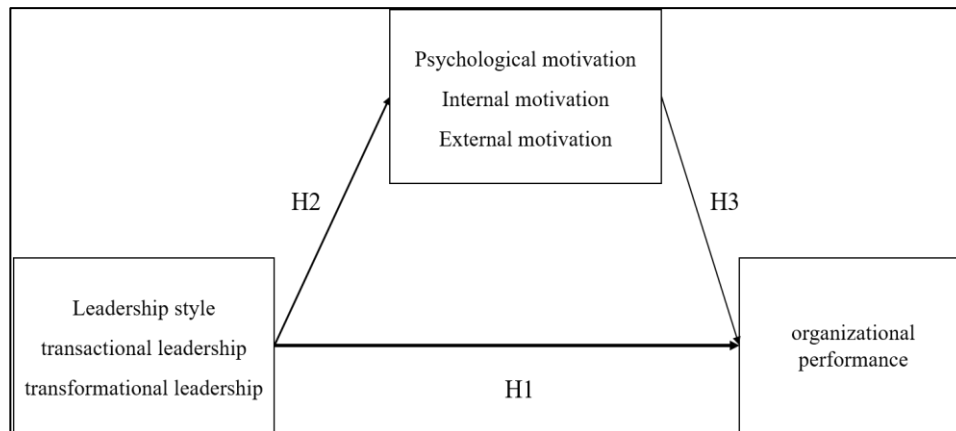 Psychological motivation
Internal motivation
External motivation
H2
H3
Leadership style
transactional leadership
transformational leadership
organizational
performance
H1